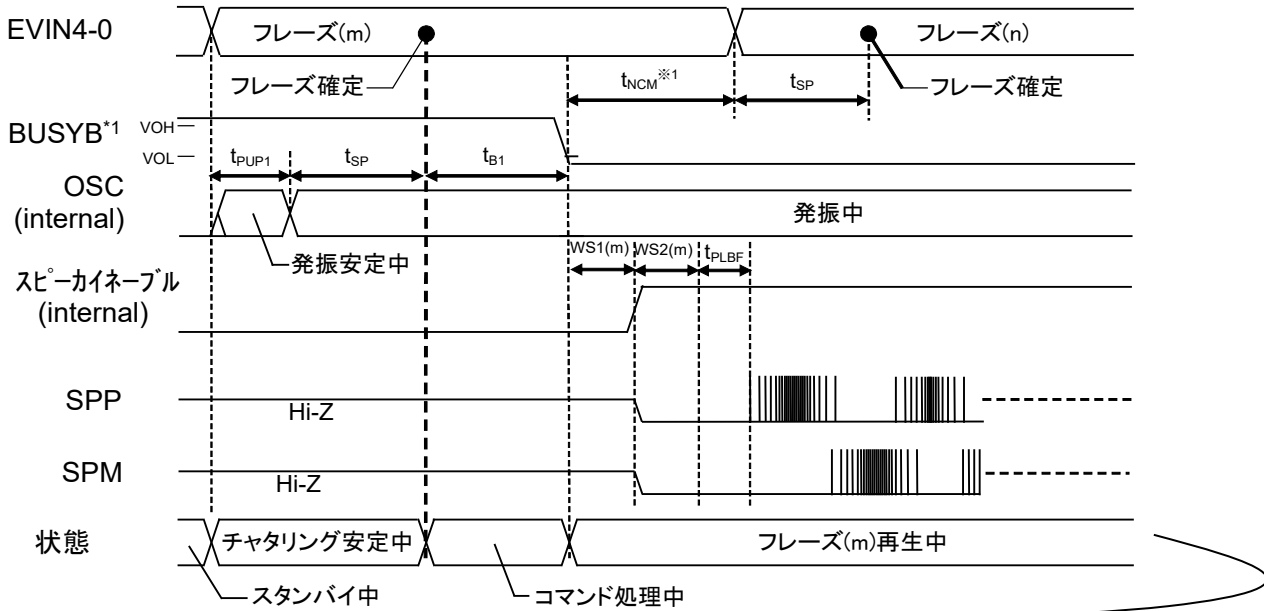 EVIN4-0
フレーズ(m)
フレーズ(n)
フレーズ確定
tNCM※1
tSP
フレーズ確定
BUSYB*1
VOH
VOL
tPUP1
tSP
tB1
OSC
(internal)
発振中
発振安定中
WS1(m)
WS2(m)
tPLBF
スピーカイネーブル
(internal)
SPP
Hi-Z
SPM
Hi-Z
状態
チャタリング安定中
フレーズ(m)再生中
スタンバイ中
コマンド処理中